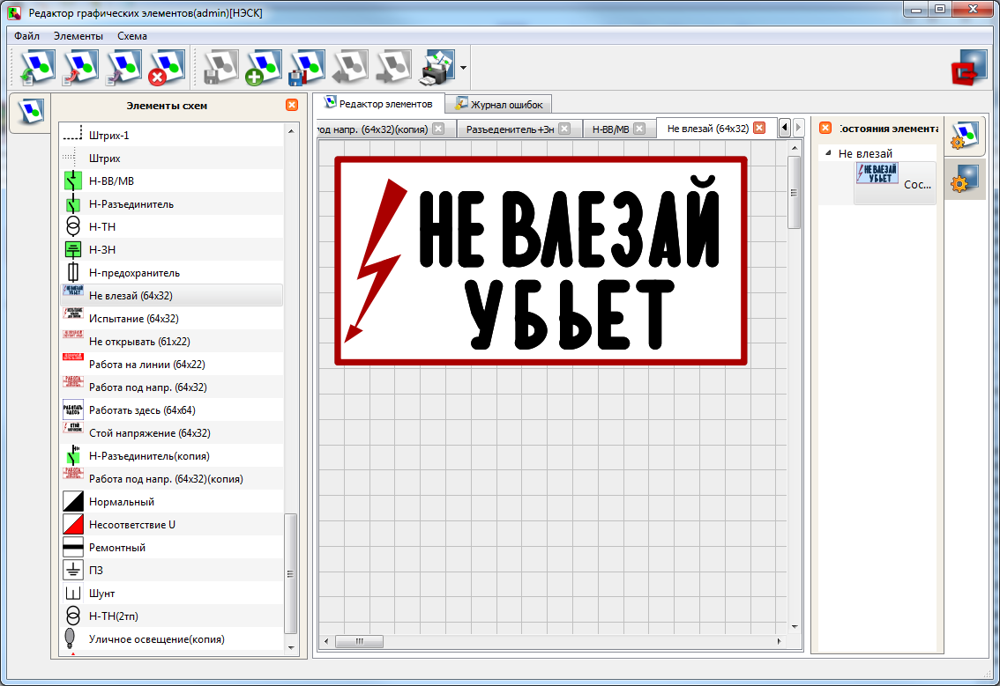 Редактор графических элементов(admin)[НЭСК]
Файл Элементы Схема
Элементы схем
Штрих-1
Штрих
Н-ВВ/МВ
Н-Разъединитель
Н-ТН
Н-ЗН
Н-предохранитель
Не влезай (64x32)
Испытание (64x32)
Не открывать (61x22)
Работа на линии (64x22)
Работа под напр. (64x32)
Работать здесь (64x64)
Стой напряжение (64x32)
Н-Разъединитель(копия)
Работа под напр. (64x32)(копия)
Нормальный
Несоответствие U
Ремонтный
ПЗ
Шунт
Н-ТН(2тп)
Уличное освещение(копия)
Редактор элементов Журнал ошибок
под напр. (64x32)(копия) Разъеденитель+Зн Н-ВВ/МВ Не влезай (64x32)
НЕ ВЛЕЗАЙ
УБЬЕТ
Состояния элемента
Не влезай
НЕ ВЛЕЗАЙ
УБЬЕТ
Сос...